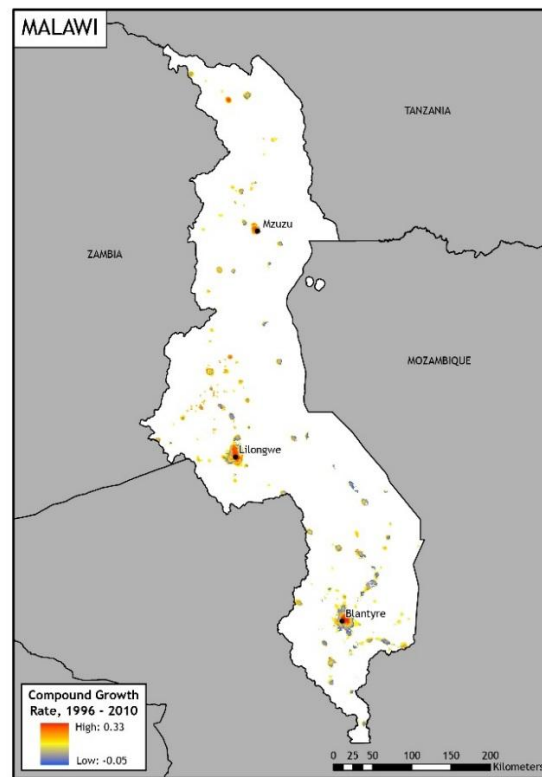 MALAWI
TANZANIA
Mzuzu
ZAMBIA
MOZAMBIQUE
Lilongwe
Blantyre
Compound Growth
Rate, 1996 - 2010
High: 0.33
Low: -0.05
0 25 50 100 150 200
Kilometers